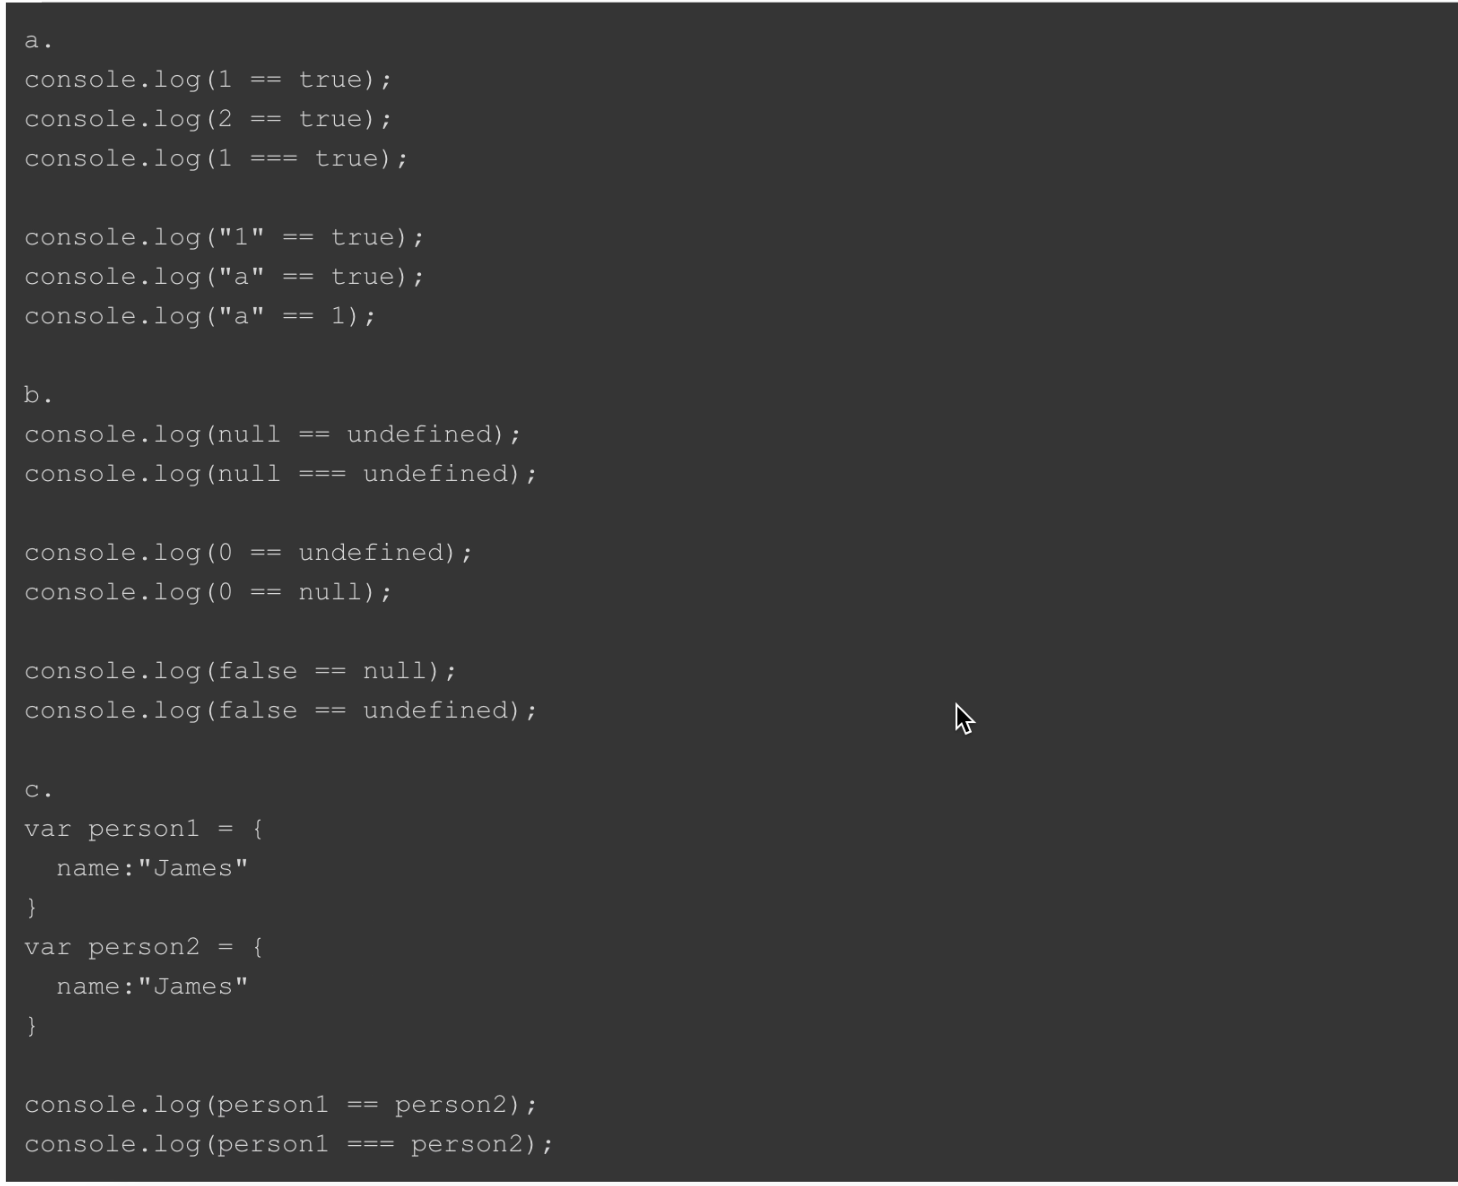 a.
console.log(1 == true);
console.log(2 == true);
console.log(1 === true);

console.log("1" == true);
console.log("a" == true);
console.log("a" == 1);

b.
console.log(null == undefined);
console.log(null === undefined);

console.log(0 == undefined);
console.log(0 == null);

console.log(false == null);
console.log(false == undefined);

c.
var person1 = {
  name:"James"
}
var person2 = {
  name:"James"
}

console.log(person1 == person2);
console.log(person1 === person2);